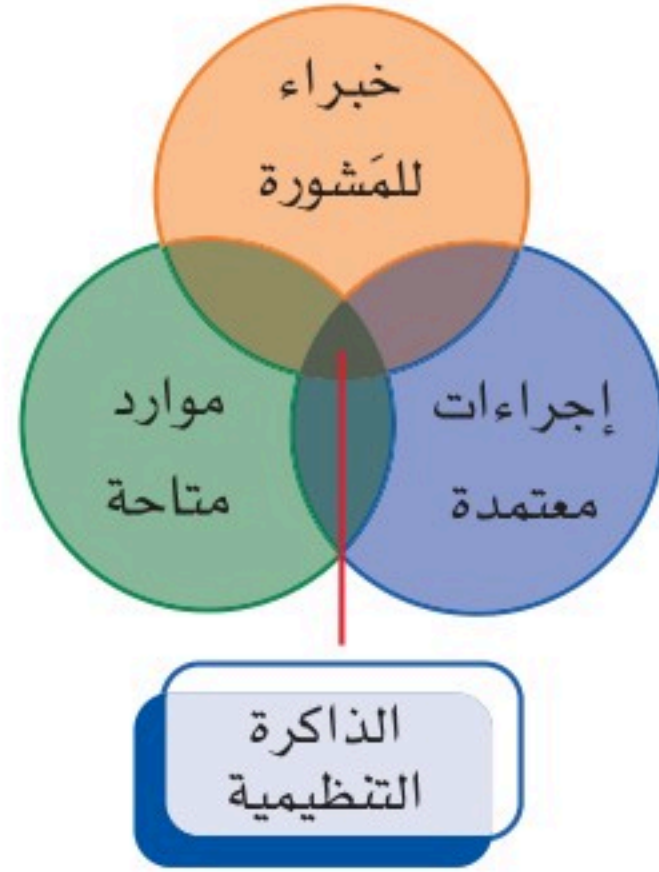 خبراء
للمَشورة
إجراءات
معتمدة
موارد
متاحة
الذاكرة
التنظيمية